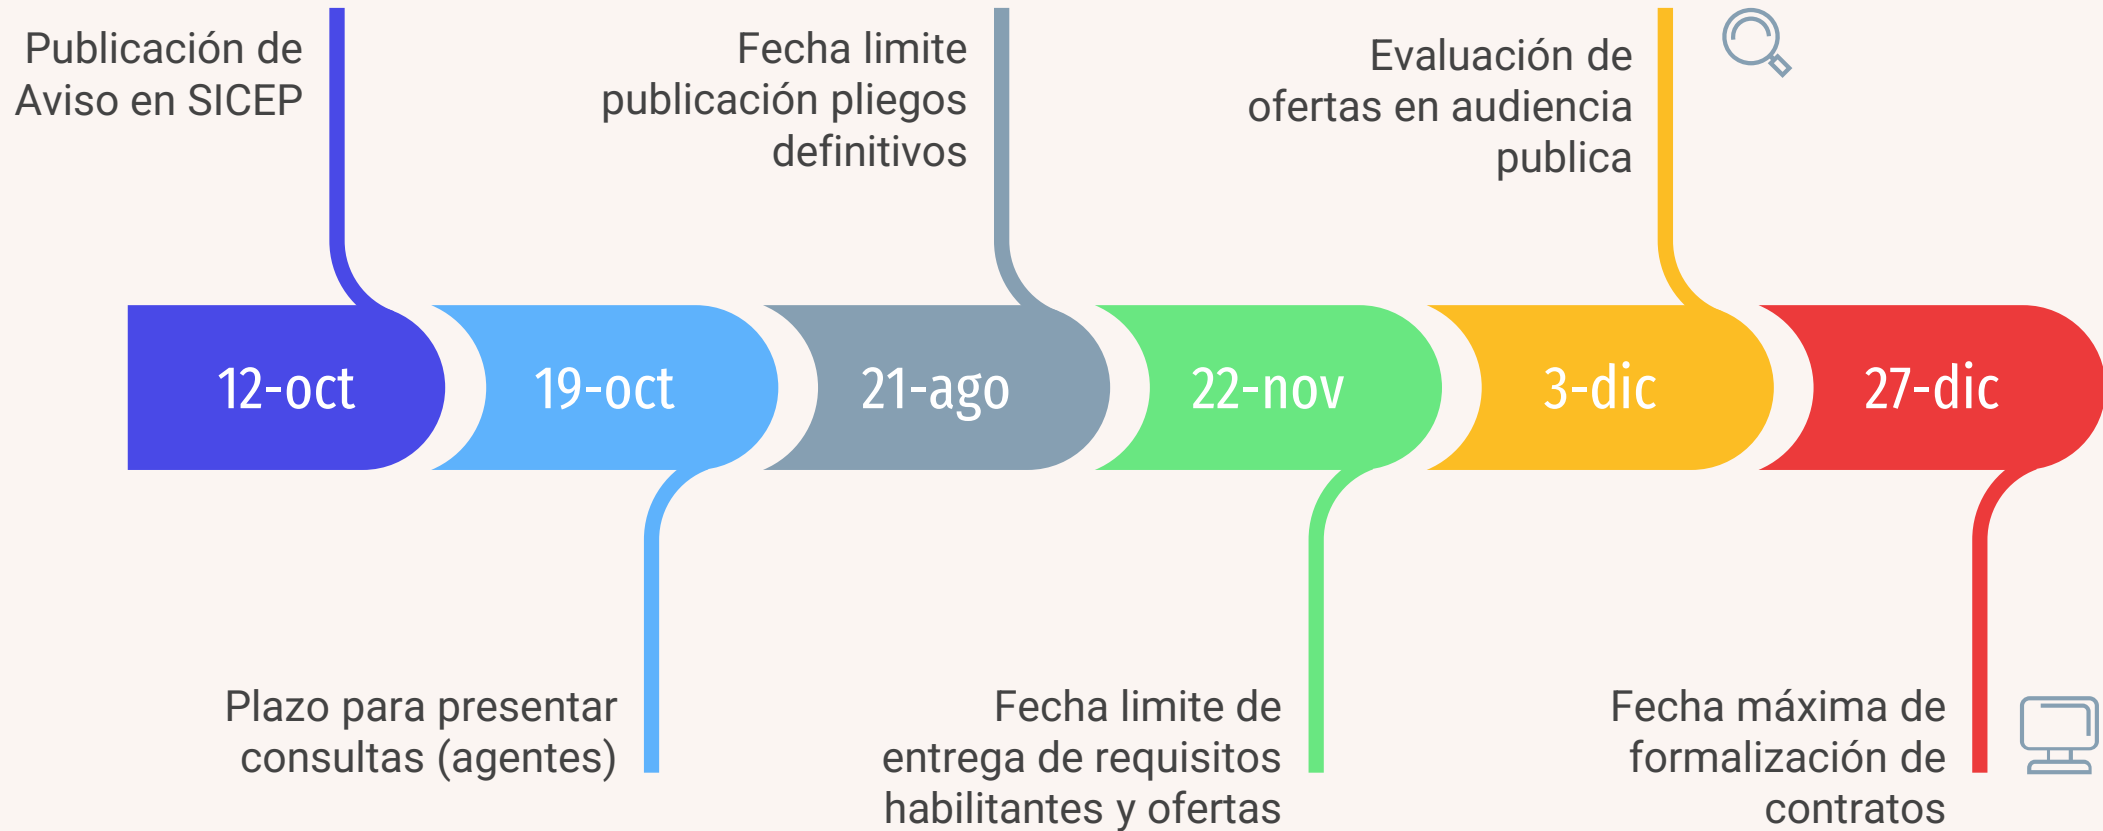 Publicación de
Aviso en SICEP
Fecha limite
publicación pliegos
definitivos
Evaluación de
ofertas en audiencia
publica
12-oct
19-oct
21-ago
22-nov
3-dic
27-dic
Plazo para presentar
consultas (agentes)
Fecha limite de
entrega de requisitos
habilitantes y ofertas
Fecha máxima de
formalización de
contratos